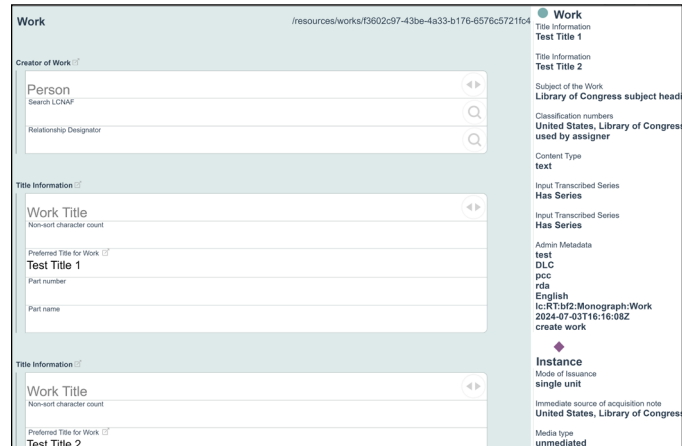 Work
/resources/works/f3602c97-43be-4a33-b176-6576c5721fc4
Creator of Work
Person
Search LCNAF
Relationship Designator
Title Information
Work Title
Non-sort character count
Preferred Title for Work
Test Title 1
Part number
Part name
Title Information
Work Title
Non-sort character count
Preferred Title for Work
Test Title 2
Work
Title Information
Test Title 1
Title Information
Test Title 2
Subject of the Work
Library of Congress subject headi
Classification numbers
United States, Library of Congress
used by assigner
Content Type
text
Input Transcribed Series
Has Series
Input Transcribed Series
Has Series
Admin Metadata
test
DLC
pcc
rda
English
lc:RT:bf2:Monograph:Work
2024-07-03T16:16:08Z
create work
Instance
Mode of Issuance
single unit
Immediate source of acquisition note
United States, Library of Congress
Media type
unmediated